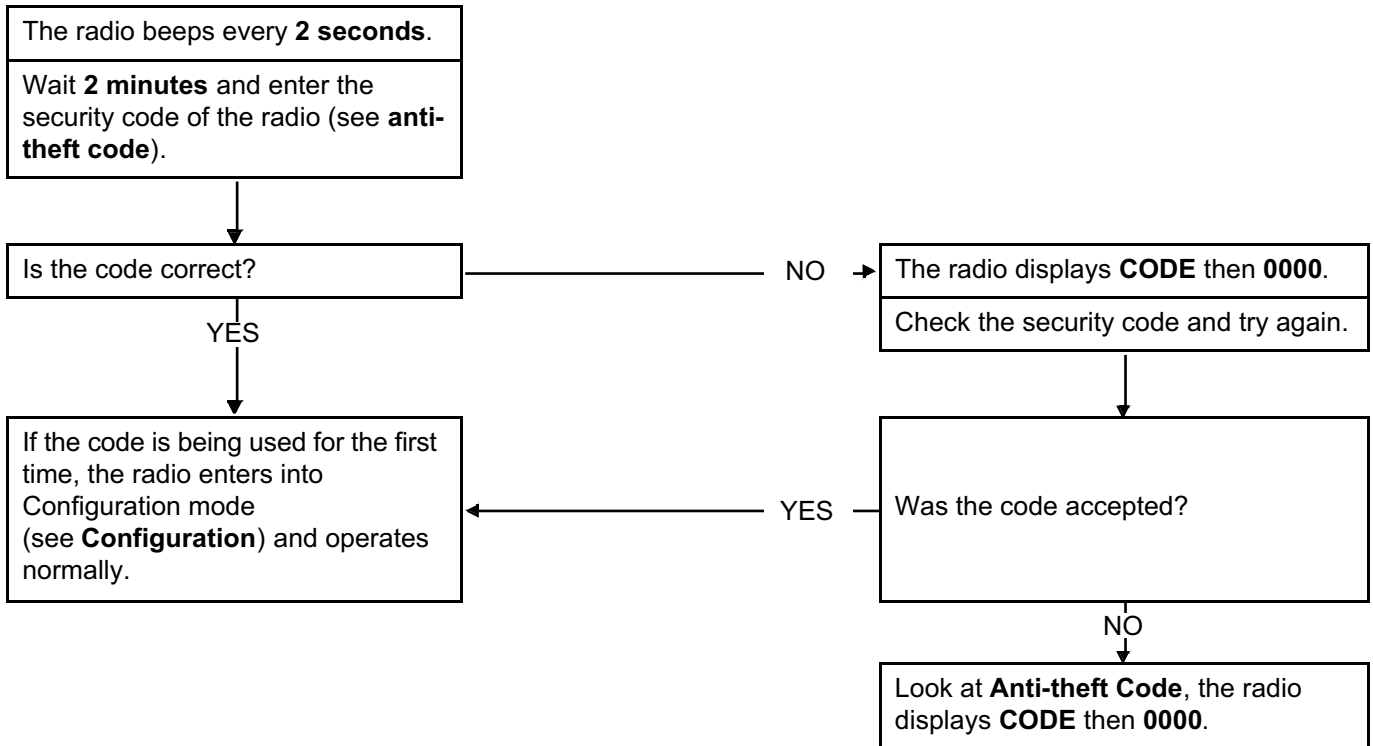 The radio beeps every 2 seconds.
Wait 2 minutes and enter the
security code of the radio (see anti-
theft code).
Is the code correct?
NO
The radio displays CODE then 0000.
Check the security code and try again.
YES
If the code is being used for the first
time, the radio enters into
Configuration mode
(see Configuration) and operates
normally.
YES
Was the code accepted?
NO
Look at Anti-theft Code, the radio
displays CODE then 0000.